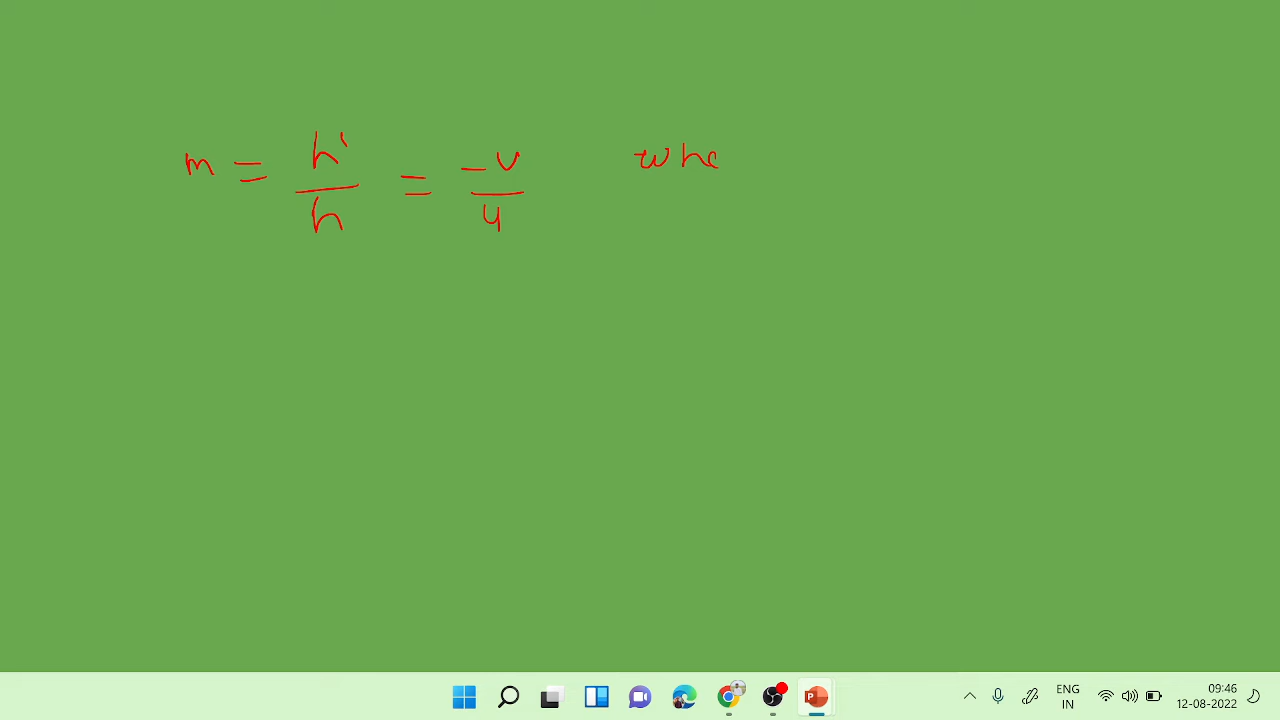 m = h'/h = -v/u whe
ENG
IN
09:46
12-08-2022